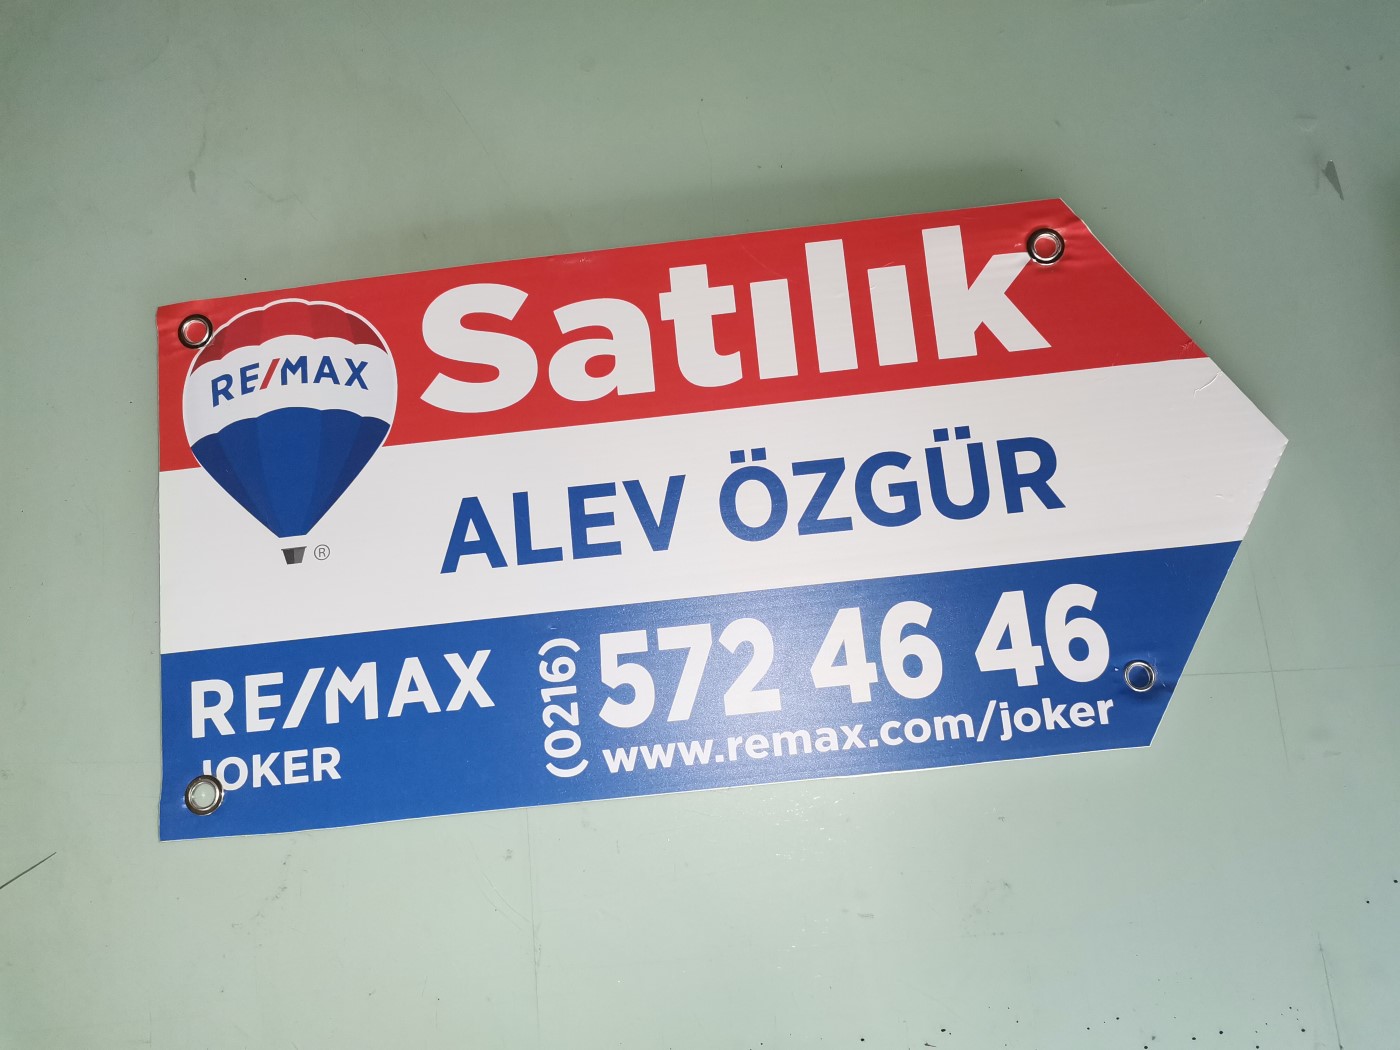 Satılık
RE/MAX
®
ALEV ÖZGÜR
RE/MAX
JOKER
(0216) 572 46 46
www.remax.com/joker